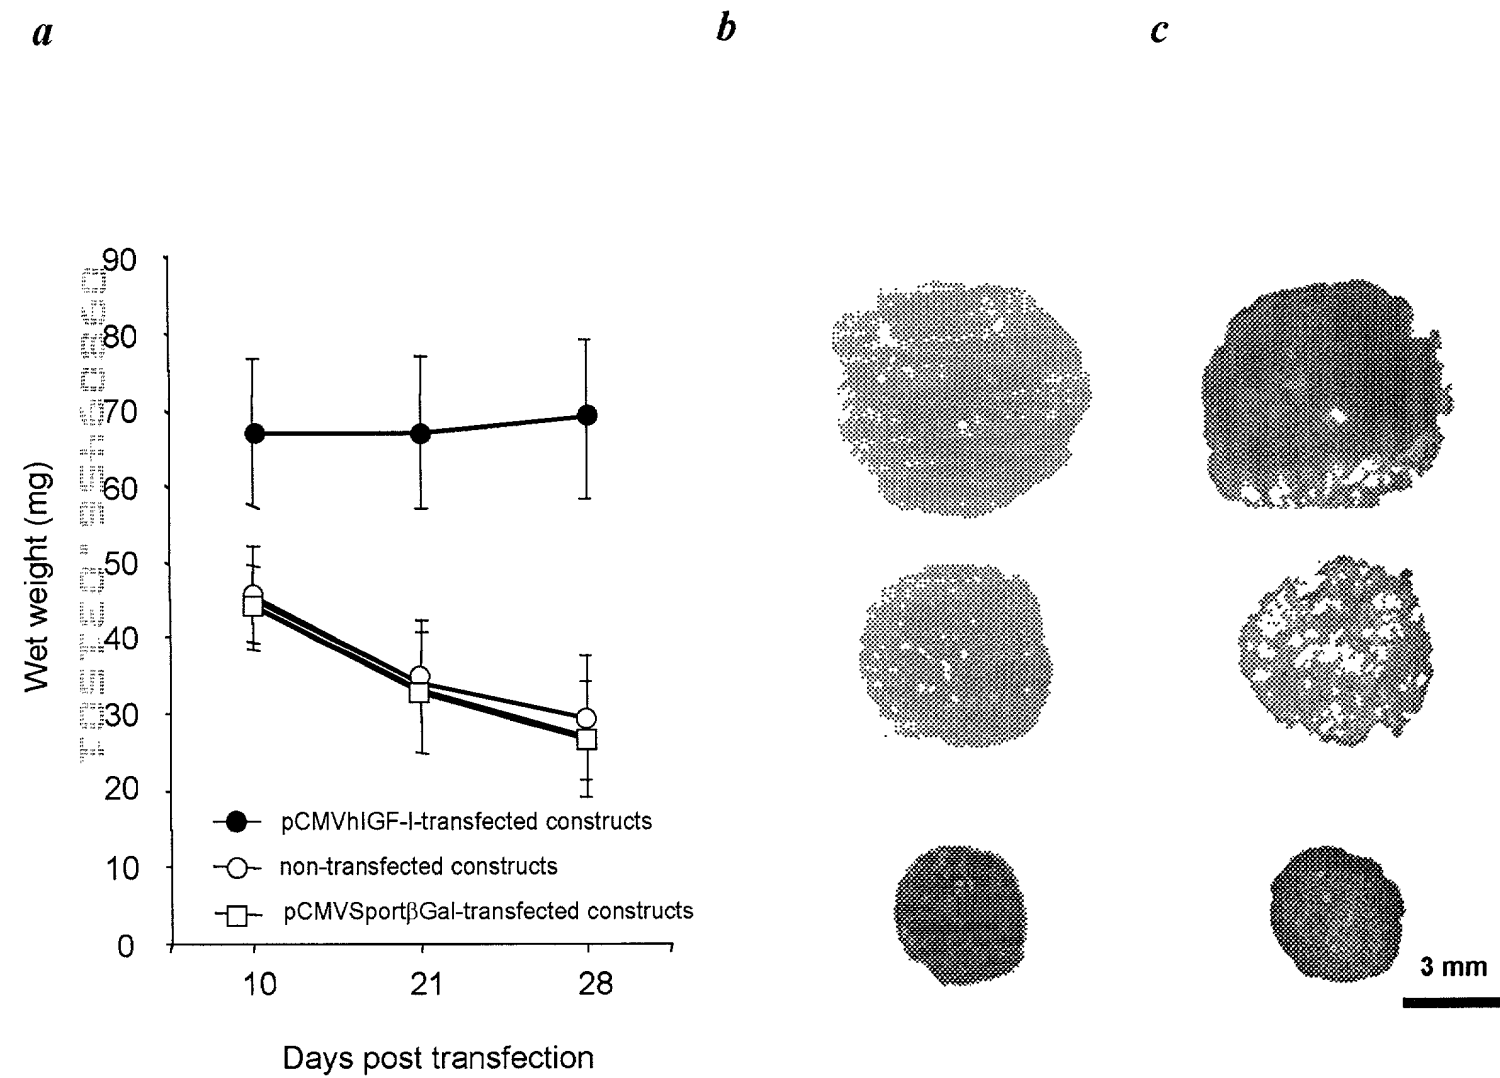 a b c
90
80
70
60
50
40
30
20
10
0
Wet weight (mg)
pCMVhIGF-I-transfected constructs
non-transfected constructs
pCMVSportβGal-transfected constructs
10 21 28
Days post transfection
3 mm